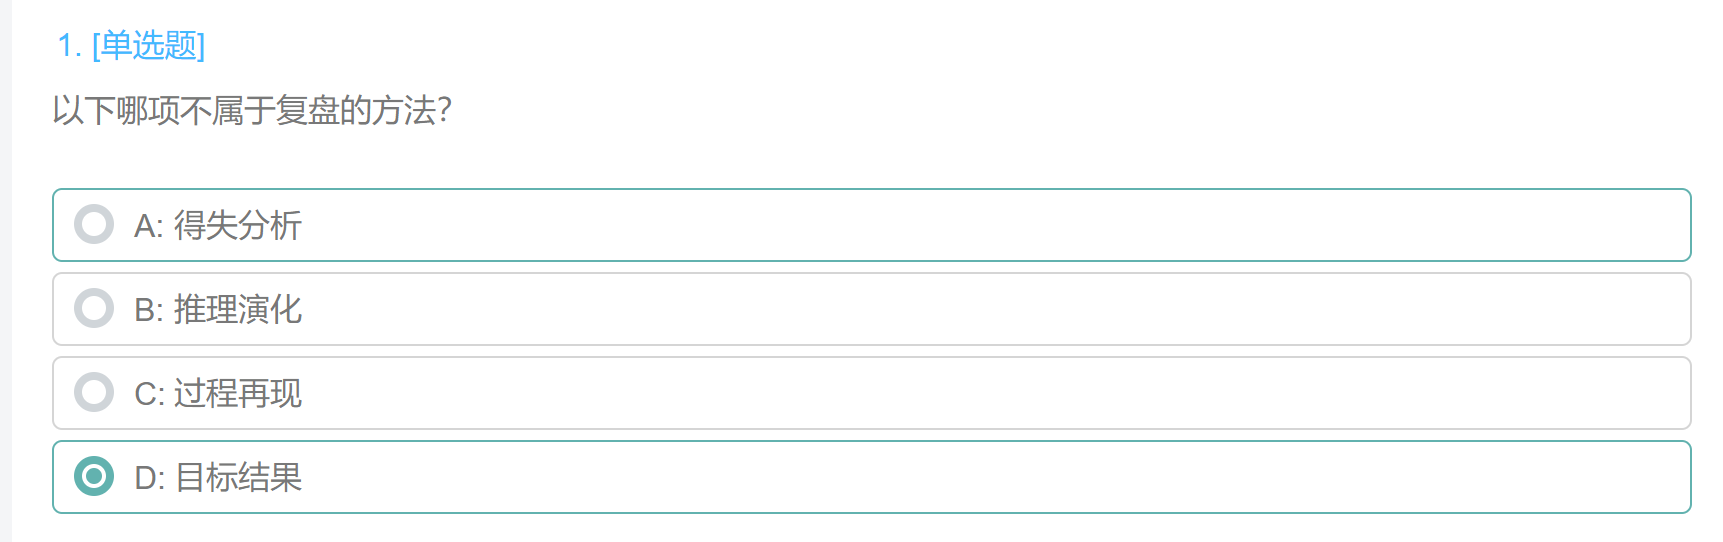 1. [单选题]
以下哪项不属于复盘的方法?
A: 得失分析
B: 推理演化
C: 过程再现
D: 目标结果